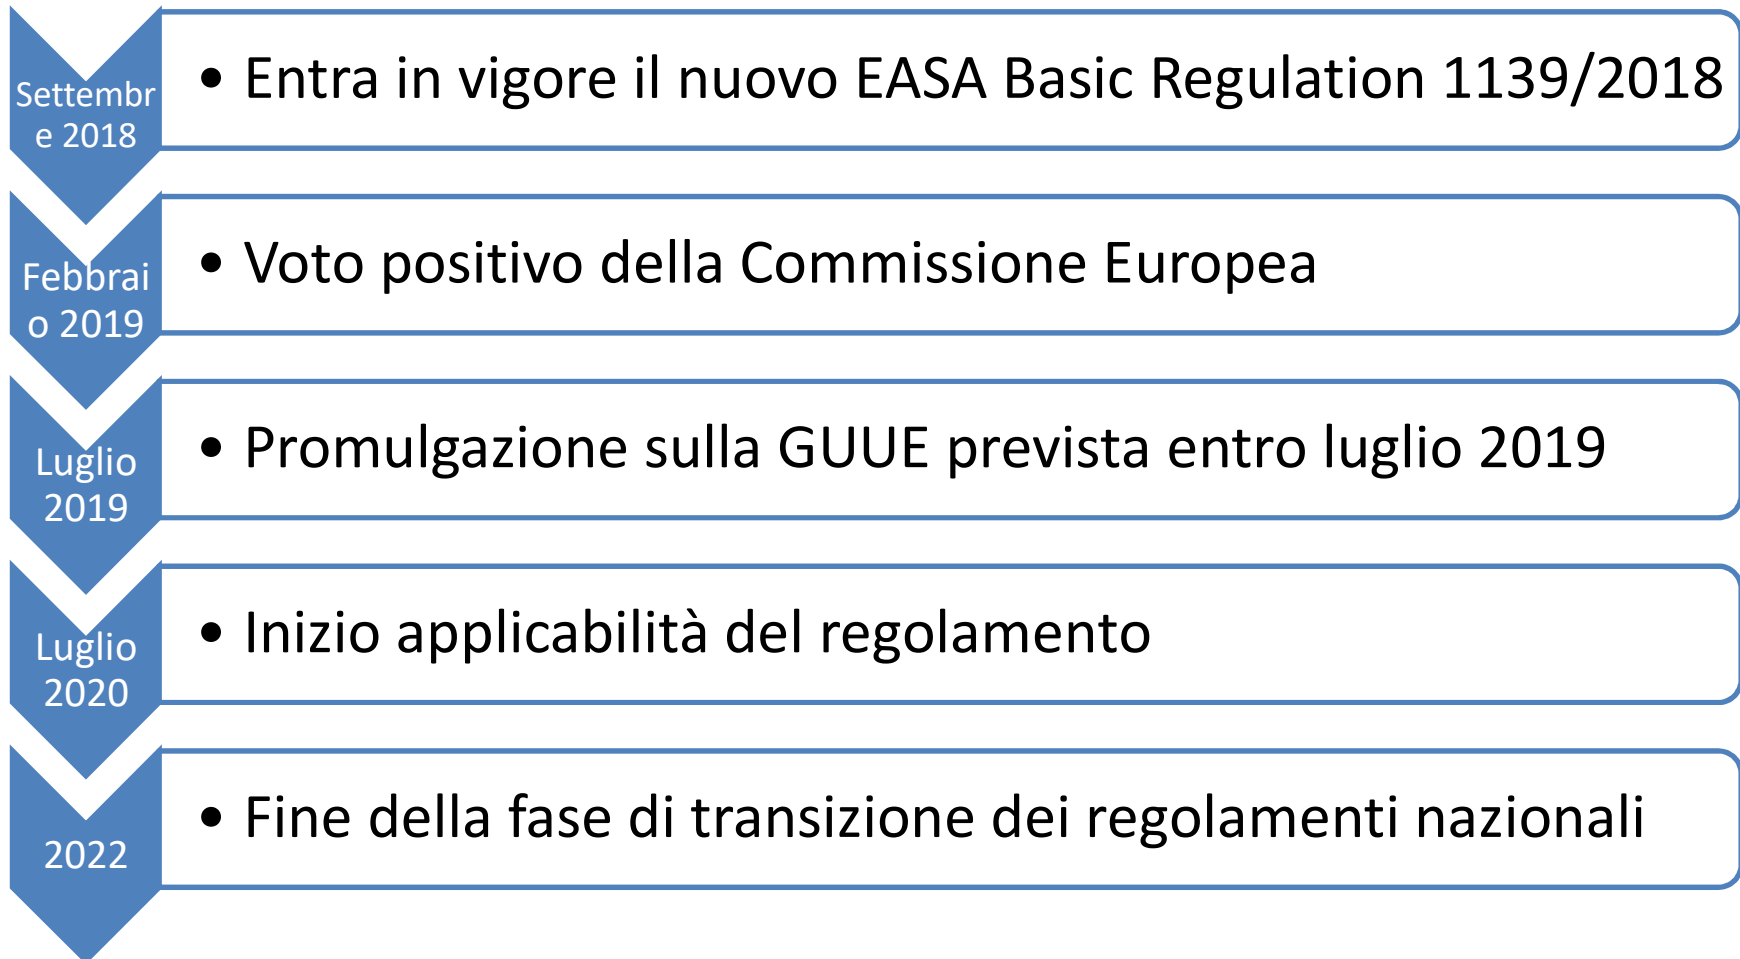 Settembr
e 2018
• Entra in vigore il nuovo EASA Basic Regulation 1139/2018
Febbrai
o 2019
• Voto positivo della Commissione Europea
Luglio
2019
• Promulgazione sulla GUUE prevista entro luglio 2019
Luglio
2020
• Inizio applicabilità del regolamento
2022
• Fine della fase di transizione dei regolamenti nazionali